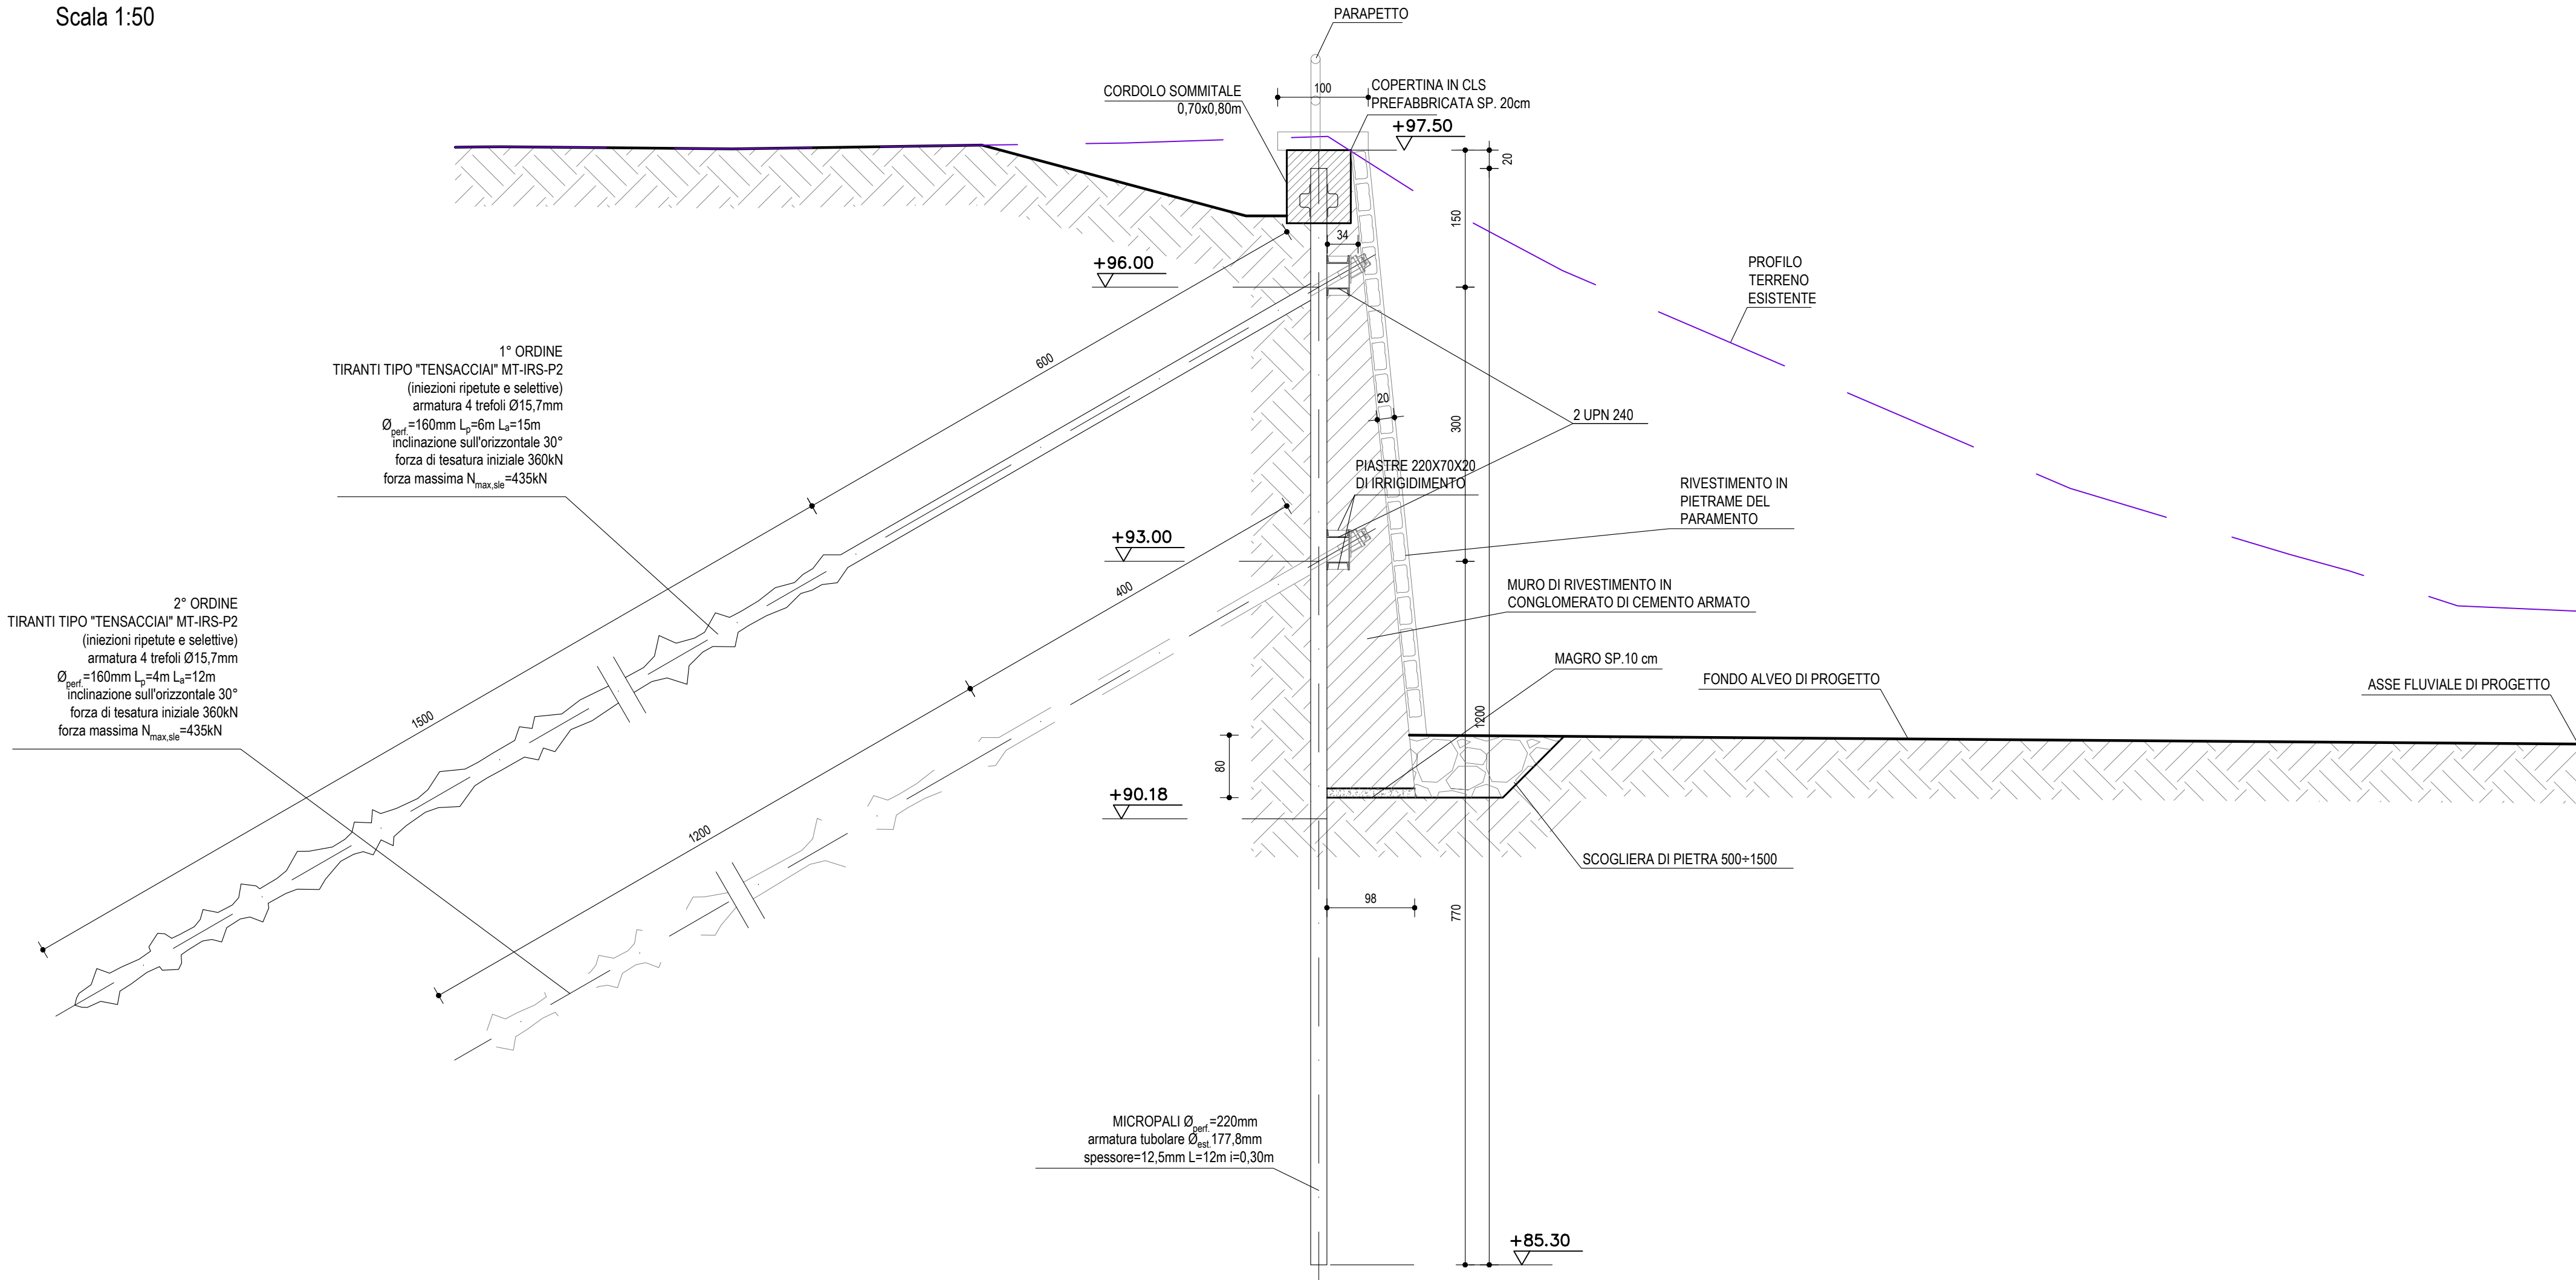 Scala 1:50
PARAPETTO
CORDOLO SOMMITALE
0,70x0,80m
100
COPERTINA IN CLS
PREFABBRICATA SP. 20cm
+97.50
20
150
34
+96.00
PROFILO
TERRENO
ESISTENTE
1° ORDINE
TIRANTI TIPO "TENSACCIAI" MT-IRS-P2
(iniezioni ripetute e selettive)
armatura 4 trefoli Ø15,7mm
Øperf.=160mm Lp=6m La=15m
inclinazione sull'orizzontale 30°
forza di tesatura iniziale 360kN
forza massima Nmax,sle=435kN
600
20
300
2 UPN 240
PIASTRE 220X70X20
DI IRRIGIDIMENTO
RIVESTIMENTO IN
PIETRAME DEL
PARAMENTO
+93.00
400
MURO DI RIVESTIMENTO IN
CONGLOMERATO DI CEMENTO ARMATO
2° ORDINE
TIRANTI TIPO "TENSACCIAI" MT-IRS-P2
(iniezioni ripetute e selettive)
armatura 4 trefoli Ø15,7mm
Øperf.=160mm Lp=4m La=12m
inclinazione sull'orizzontale 30°
forza di tesatura iniziale 360kN
forza massima Nmax,sle=435kN
1500
MAGRO SP.10 cm
FONDO ALVEO DI PROGETTO
ASSE FLUVIALE DI PROGETTO
1200
80
+90.18
1200
SCOGLIERA DI PIETRA 500÷1500
98
770
MICROPALI Øperf.=220mm
armatura tubolare Øest.177,8mm
spessore=12,5mm L=12m i=0,30m
+85.30